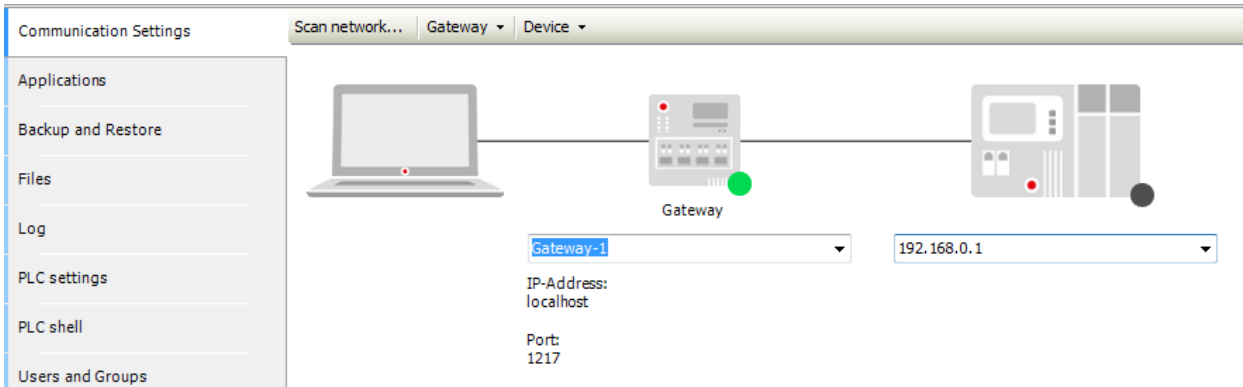 Communication Settings
Applications
Backup and Restore
Files
Log
PLC settings
PLC shell
Users and Groups
Scan network... Gateway Device
Gateway
Gateway-1
192.168.0.1
IP-Address:
localhost
Port:
1217